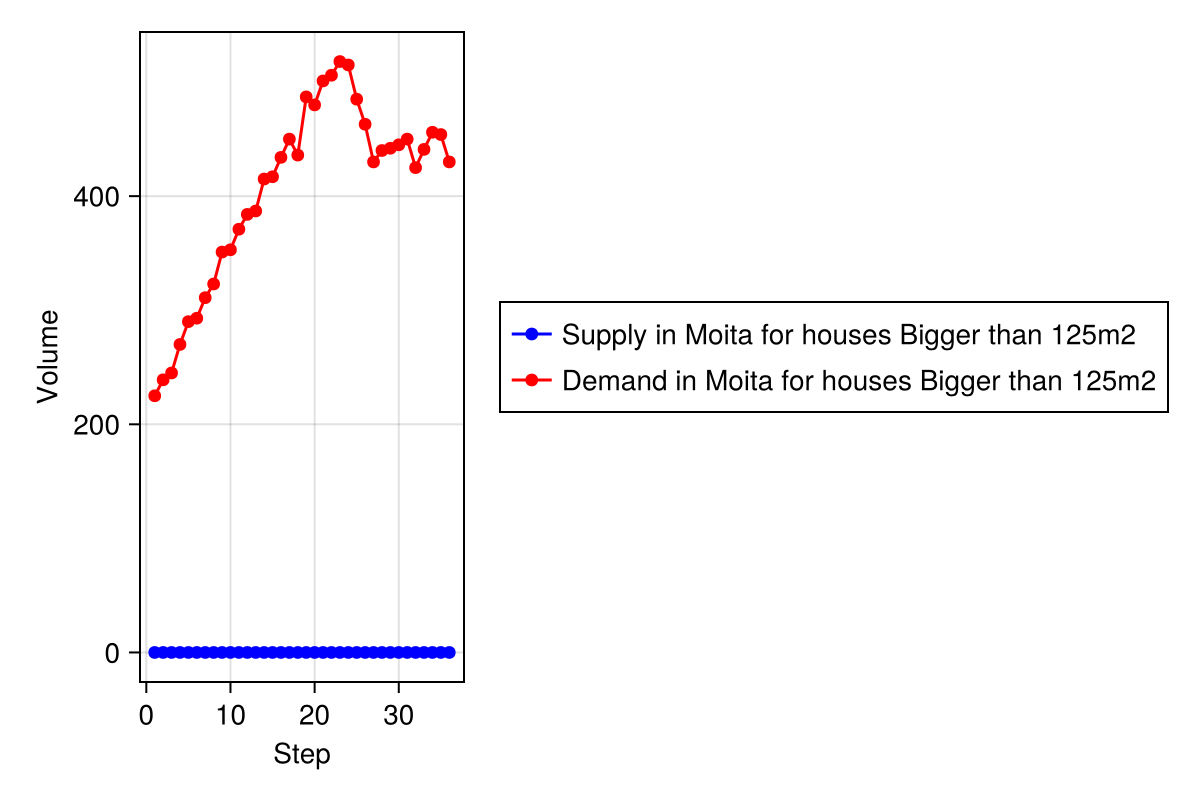 Volume
400
200
0
0 10 20 30
Step
Supply in Moita for houses Bigger than 125m2
Demand in Moita for houses Bigger than 125m2